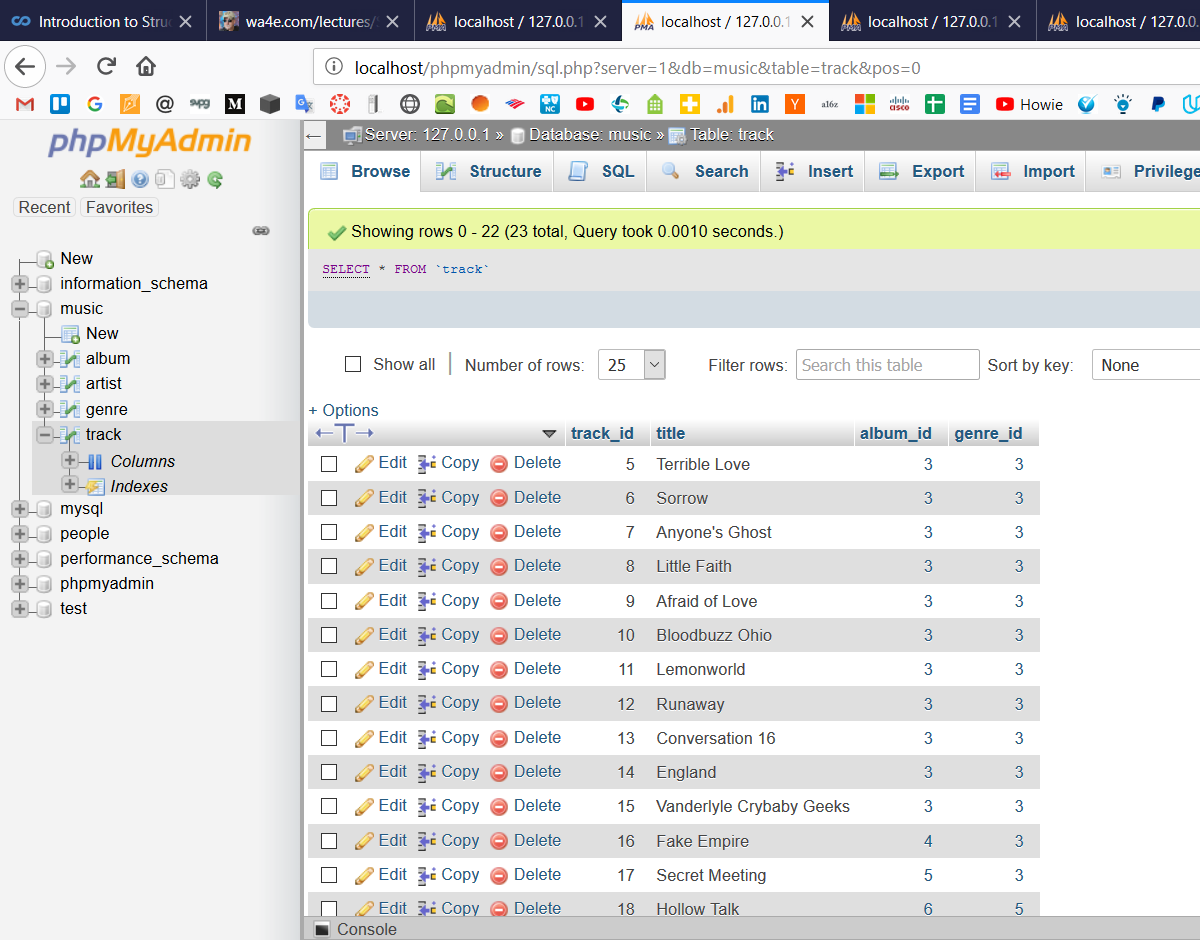 Introduction to Stru
wa4e.com/lectures/
localhost / 127.0.0.1
localhost / 127.0.0.1
localhost / 127.0.0.1
localhost / 127.0.0.
localhost/phpmyadmin/sql.php?server=1&db=music&table=track&pos=0
Howie
phpMyAdmin
Recent Favorites
New
information_schema
music
New
album
artist
genre
track
Columns
Indexes
mysql
people
performance_schema
phpmyadmin
test
Server: 127.0.0.1 » Database: music » Table: track
Browse Structure SQL Search Insert Export Import Privilege
Showing rows 0 - 22 (23 total, Query took 0.0010 seconds.)
SELECT * FROM `track`
Show all | Number of rows: 25 Filter rows: Search this table Sort by key: None
+ Options
←T→ track_id title album_id genre_id
Edit Copy Delete 5 Terrible Love 3 3
Edit Copy Delete 6 Sorrow 3 3
Edit Copy Delete 7 Anyone's Ghost 3 3
Edit Copy Delete 8 Little Faith 3 3
Edit Copy Delete 9 Afraid of Love 3 3
Edit Copy Delete 10 Bloodbuzz Ohio 3 3
Edit Copy Delete 11 Lemonworld 3 3
Edit Copy Delete 12 Runaway 3 3
Edit Copy Delete 13 Conversation 16 3 3
Edit Copy Delete 14 England 3 3
Edit Copy Delete 15 Vanderlyle Crybaby Geeks 3 3
Edit Copy Delete 16 Fake Empire 4 3
Edit Copy Delete 17 Secret Meeting 5 3
Edit Copy Delete 18 Hollow Talk 6 5
Console